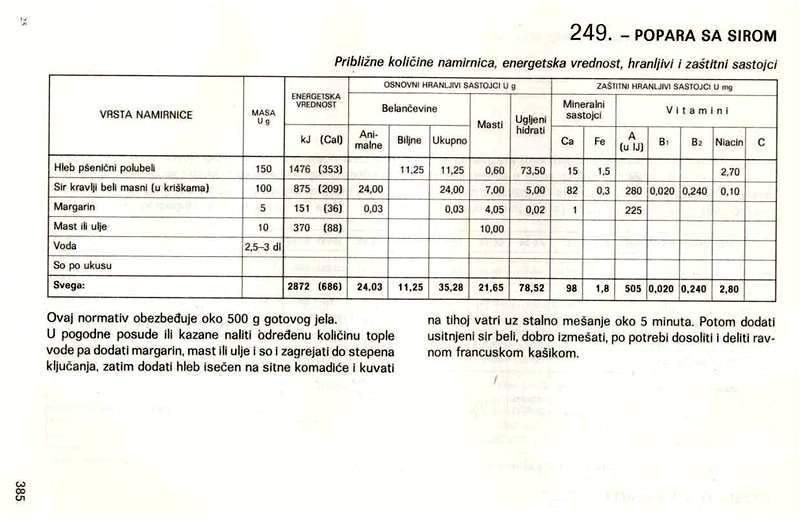 249. – POPARA SA SIROM
Približne količine namirnica, energetska vrednost, hranljivi i zaštitni sastojci
VRSTA NAMIRNICE MASA U g ENERGETSKA VREDNOST kJ (Cal) OSNOVNI HRANLJIVI SASTOJCI U g Belančevine Ani-malne Biljne Ukupno Masti Ugljeni hidrati ZAŠTITNI HRANLJIVI SASTOJCI U mg Mineralni sastojci Ca Fe Vitamini A (u IJ) B1 B2 Niacin C
Hleb pšenični polubeli 150 1476 (353) 11,25 11,25 0,60 73,50 15 1,5 2,70
Sir kravlji beli masni (u kriškama) 100 875 (209) 24,00 24,00 7,00 5,00 82 0,3 280 0,020 0,240 0,10
Margarin 5 151 (36) 0,03 0,03 4,05 0,02 1 225
Mast ili ulje 10 370 (88) 10,00
Voda 2,5–3 dl
So po ukusu
Svega: 2872 (686) 24,03 11,25 35,28 21,65 78,52 98 1,8 505 0,020 0,240 2,80
Ovaj normativ obezbeđuje oko 500 g gotovog jela.
U pogodne posude ili kazane naliti određenu količinu tople
vode pa dodati margarin, mast ili ulje i so i zagrejati do stepena
ključanja, zatim dodati hleb isečen na sitne komadiće i kuvati
na tihoj vatri uz stalno mešanje oko 5 minuta. Potom dodati
usitnjeni sir beli, dobro izmešati, po potrebi dosoliti i deliti rav-
nom francuskom kašikom.
385